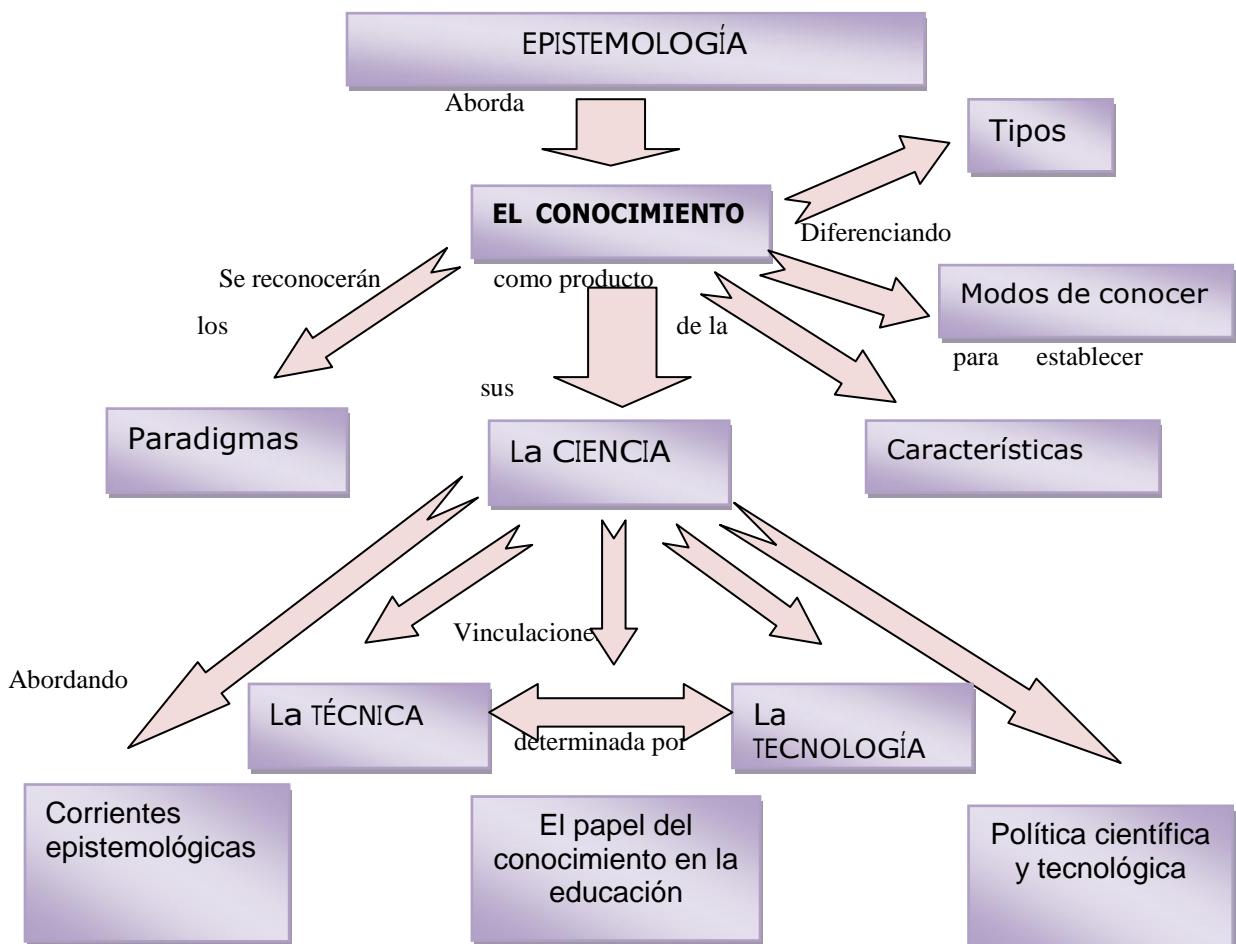 EPISTEMOLOGÍA
Aborda
Tipos
EL CONOCIMIENTO
Diferenciando
Se reconocerán
como producto
Modos de conocer
los
de la
para establecer
sus
Paradigmas
La CIENCIA
Características
Vinculacione
Abordando
La TÉCNICA
determinada por
La
TECNOLOGÍA
Corrientes
epistemológicas
El papel del
conocimiento en la
educación
Política científica
y tecnológica